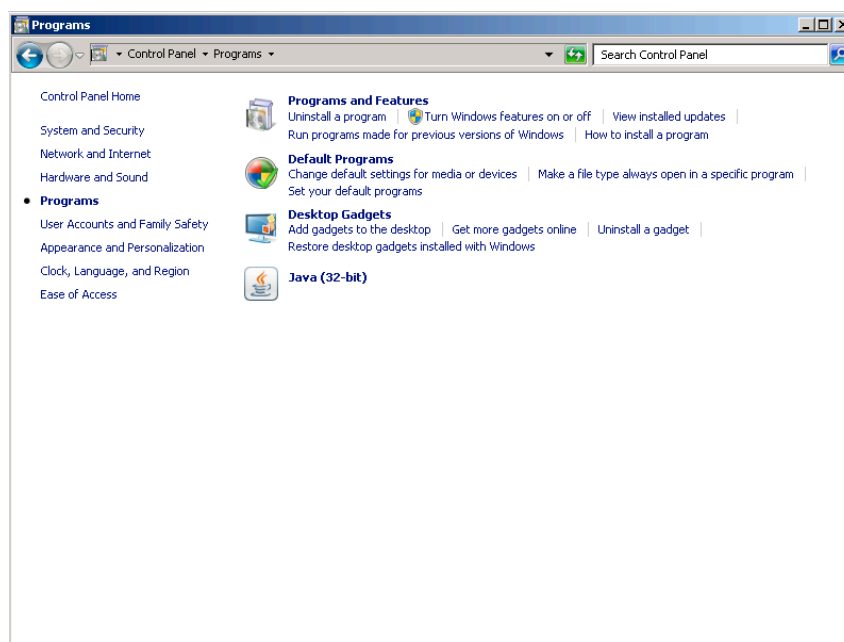 Programs
Control Panel Programs
Search Control Panel
Control Panel Home
System and Security
Network and Internet
Hardware and Sound
Programs
User Accounts and Family Safety
Appearance and Personalization
Clock, Language, and Region
Ease of Access
Programs and Features
Uninstall a program Turn Windows features on or off View installed updates
Run programs made for previous versions of Windows How to install a program
Default Programs
Change default settings for media or devices Make a file type always open in a specific program
Set your default programs
Desktop Gadgets
Add gadgets to the desktop Get more gadgets online Uninstall a gadget
Restore desktop gadgets installed with Windows
Java (32-bit)